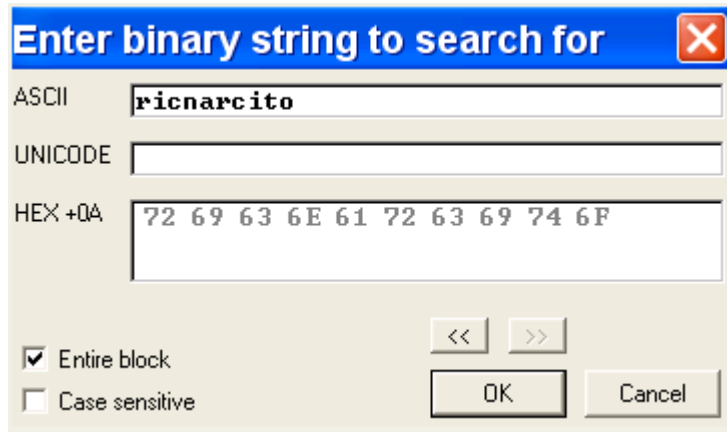 Enter binary string to search for
ASCII ricnarcito
UNICODE
HEX +0A 72 69 63 6E 61 72 63 69 74 6F
<< >>
Entire block
Case sensitive
OK Cancel